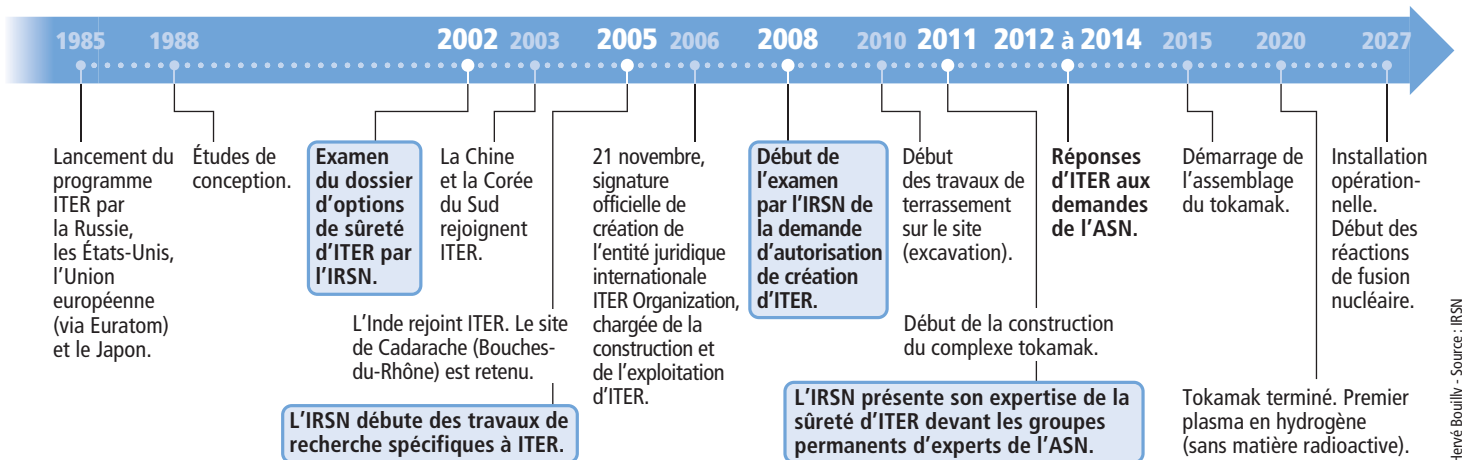 1985
1988
2002
2003
2005
2006
2008
2010
2011
2012 à 2014
2015
2020
2027
Lancement du
programme
ITER par
la Russie,
les États-Unis,
l'Union
européenne
(via Euratom)
et le Japon.
Études de
conception.
Examen
du dossier
d'options
de sûreté
d'ITER par
l'IRSN.
La Chine
et la Corée
du Sud
rejoignent
ITER.
L'Inde rejoint ITER. Le site
de Cadarache (Bouches-
du-Rhône) est retenu.
L'IRSN débute des travaux de
recherche spécifiques à ITER.
21 novembre,
signature
officielle de
création de
l'entité juridique
internationale
ITER Organization,
chargée de la
construction et
de l'exploitation
d'ITER.
Début de
l'examen
par l'IRSN de
la demande
d'autorisation
de création
d'ITER.
Début
des travaux de
terrassement
sur le site
(excavation).
Début de la construction
du complexe tokamak.
L'IRSN présente son expertise de la
sûreté d'ITER devant les groupes
permanents d'experts de l'ASN.
Réponses
d'ITER aux
demandes
de l'ASN.
Démarrage de
l'assemblage
du tokamak.
Tokamak terminé. Premier
plasma en hydrogène
(sans matière radioactive).
Installation
opération-
nelle.
Début des
réactions
de fusion
nucléaire.
Hervé Bouilly - Source : IRSN